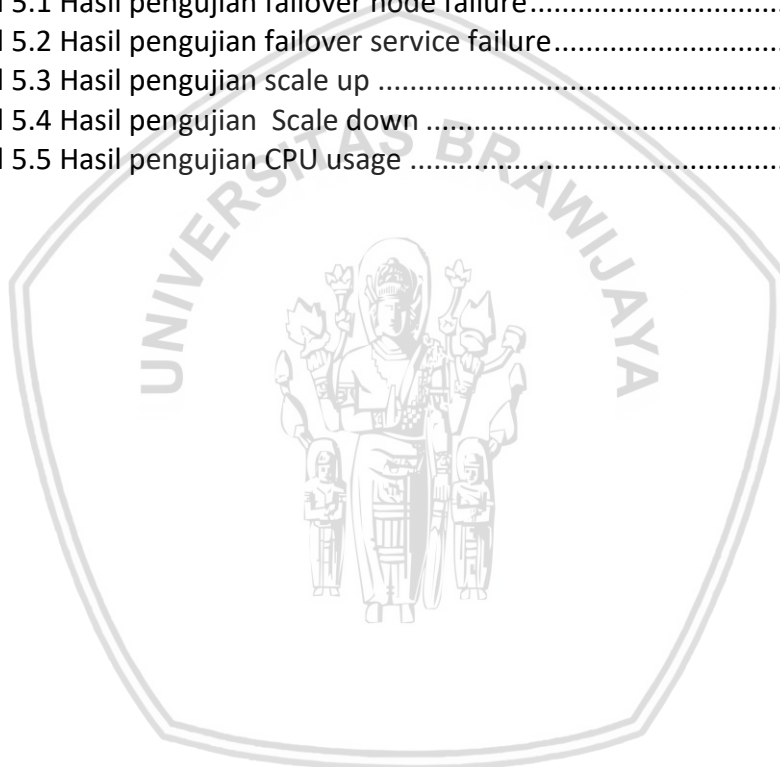 l 5.1 Hasil pengujian failover node failure............................................
l 5.2 Hasil pengujian failover service failure.........................................
l 5.3 Hasil pengujian scale up ..............................................................
l 5.4 Hasil pengujian  Scale down .......................................................
l 5.5 Hasil pengujian CPU usage ..........................................................
UNIVERSITAS BRAWIJAYA